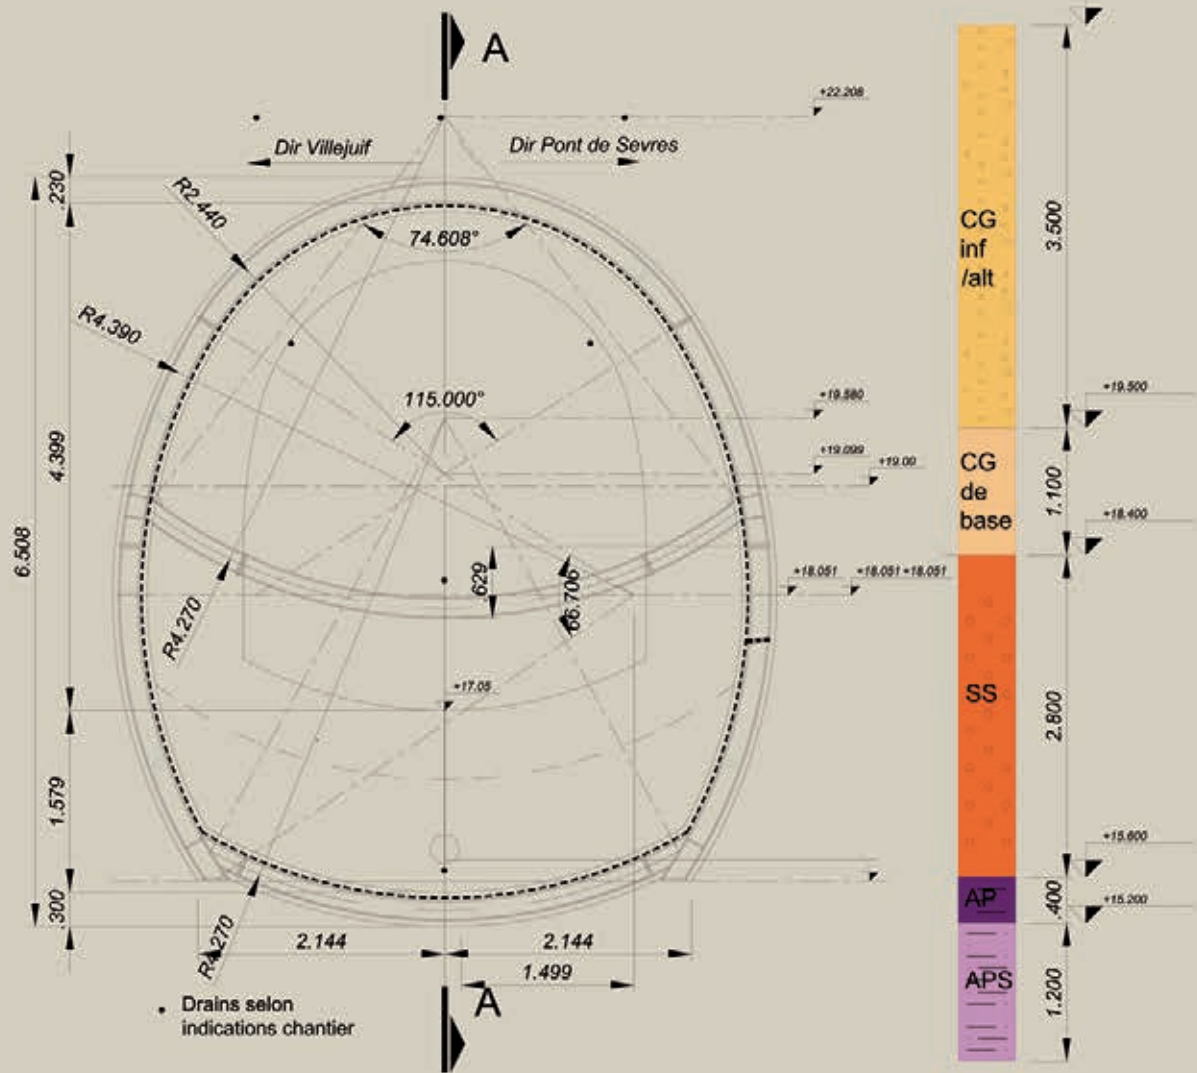 A
+22.208
Dir Villejuif
Dir Pont de Sevres
.230
R2.440
74.608°
CG
inf
/alt
3.500
R4.390
115.000°
+19.580
+19.500
4.399
+19.099
+19.09
CG
de
base
1.100
+18.400
6.508
629
66.706
+18.051
+18.051
+18.051
R4.270
+17.05
SS
2.800
1.579
+15.600
.300
AP
.400
+15.200
R4.270
2.144
2.144
1.499
APS
1.200
A
Drains selon
indications chantier